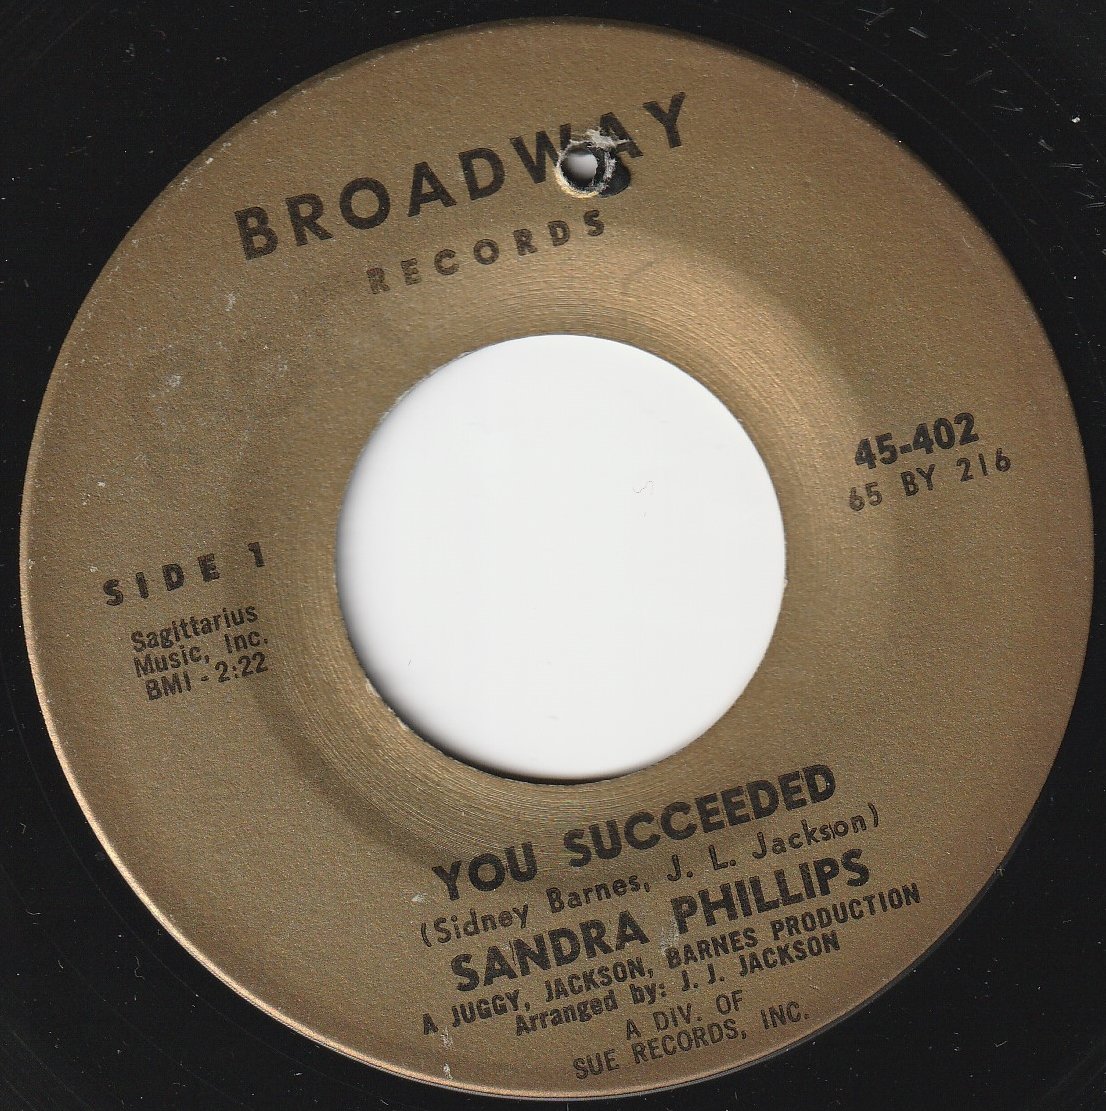 BROADWAY
RECORDS
45-402
65 BY 216
SIDE 1
Sagittarius
Music, Inc.
BMI - 2:22
YOU SUCCEEDED
(Sidney Barnes, J. L. Jackson)
SANDRA PHILLIPS
A JUGGY, JACKSON, BARNES PRODUCTION
Arranged by: J. J. JACKSON
A DIV. OF
SUE RECORDS, INC.